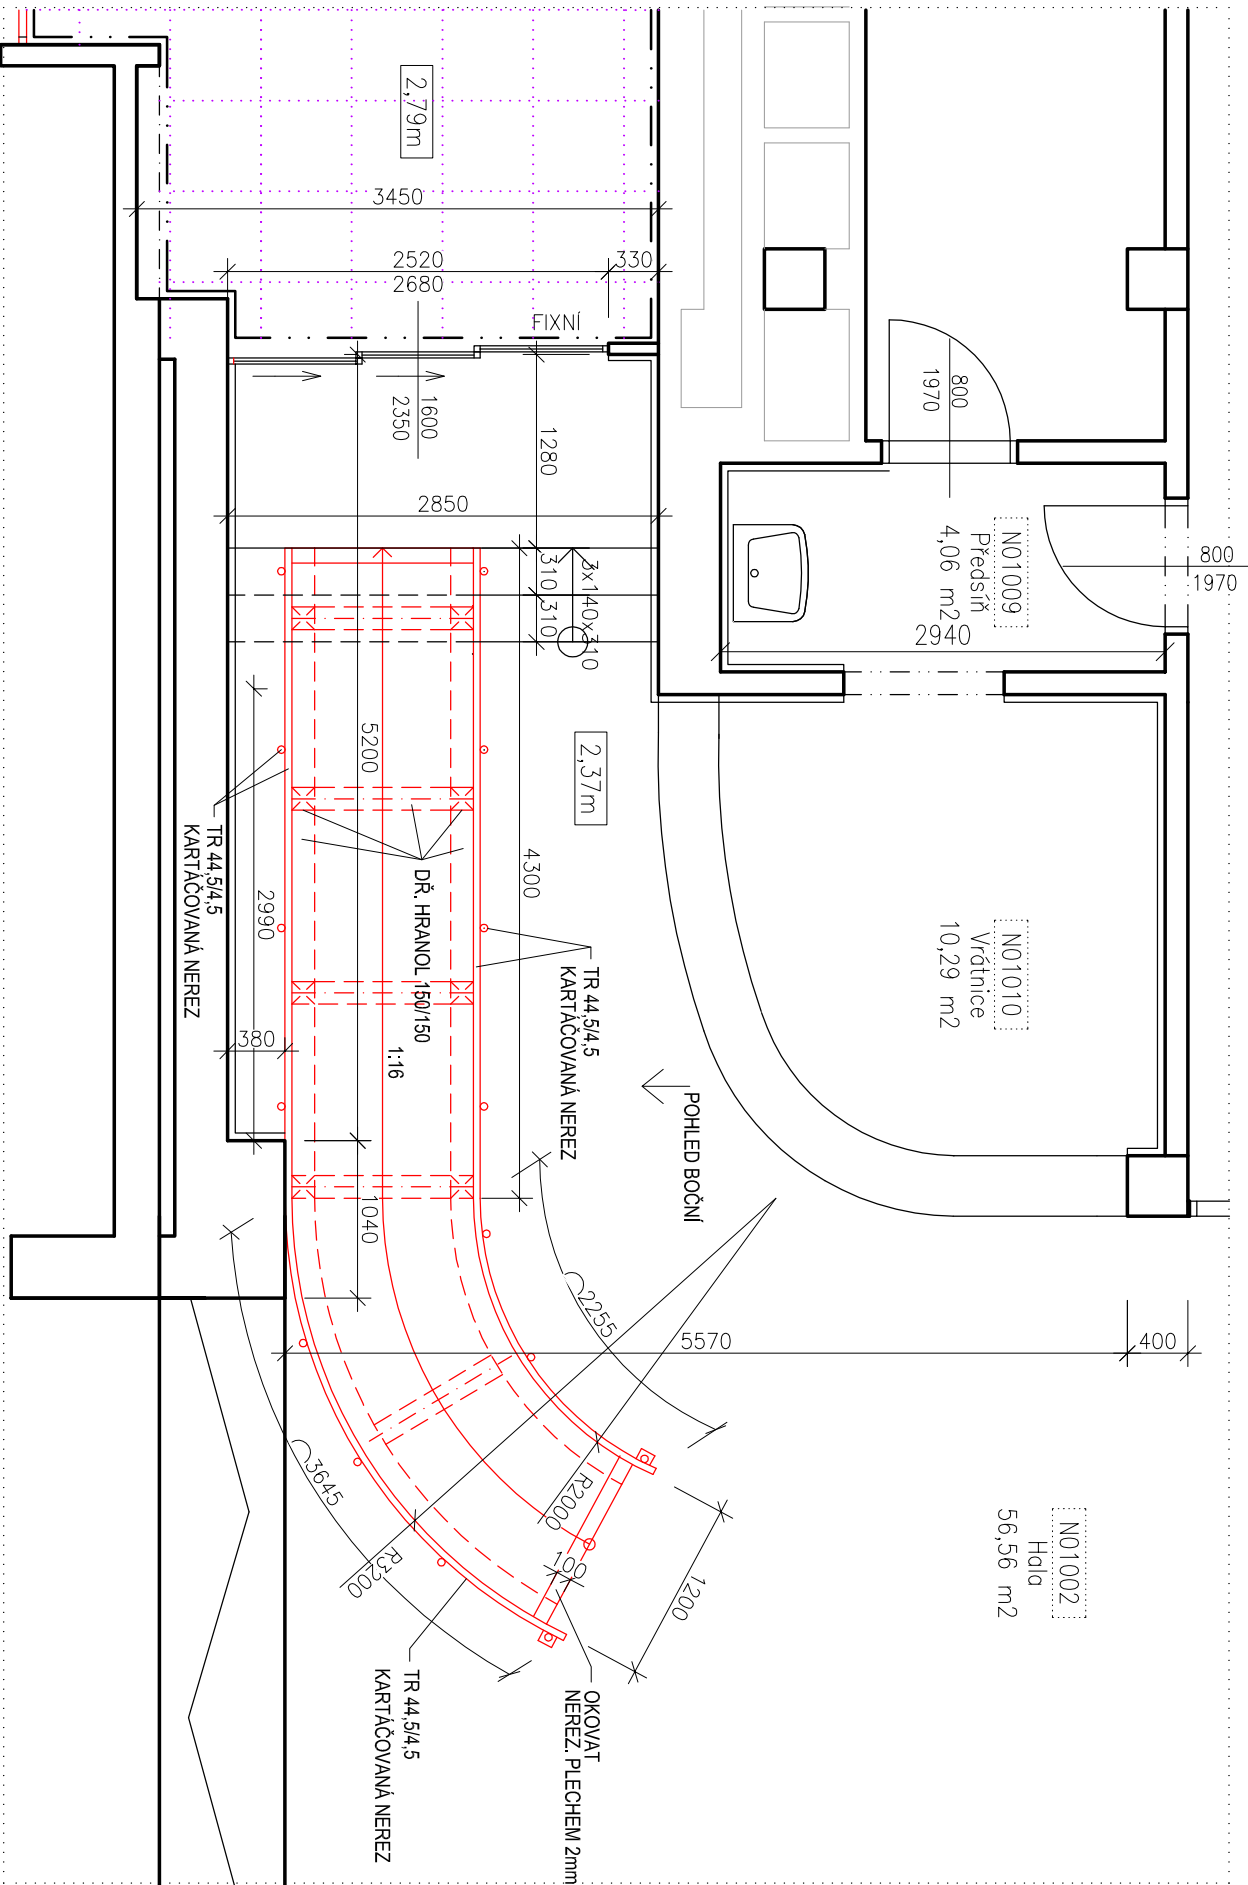 2,79m
3450
2520
330
2680
FIXNÍ
1600
2350
1280
2850
310
310
3x140x310
800
1970
800
1970
N01009
Předsíň
4,06 m2
2940
2,37m
5200
4300
TR 44,5/4,5
KARTÁČOVANÁ NEREZ
2990
380
DŘ. HRANOL 150/150
1:16
TR 44,5/4,5
KARTÁČOVANÁ NEREZ
N01010
Vrátnice
10,29 m2
POHLED BOČNÍ
1040
2255
5570
400
3645
R2000
R3200
100
1200
N01002
Hala
56,56 m2
OKOVAT
NEREZ. PLECHEM 2mm
TR 44,5/4,5
KARTÁČOVANÁ NEREZ